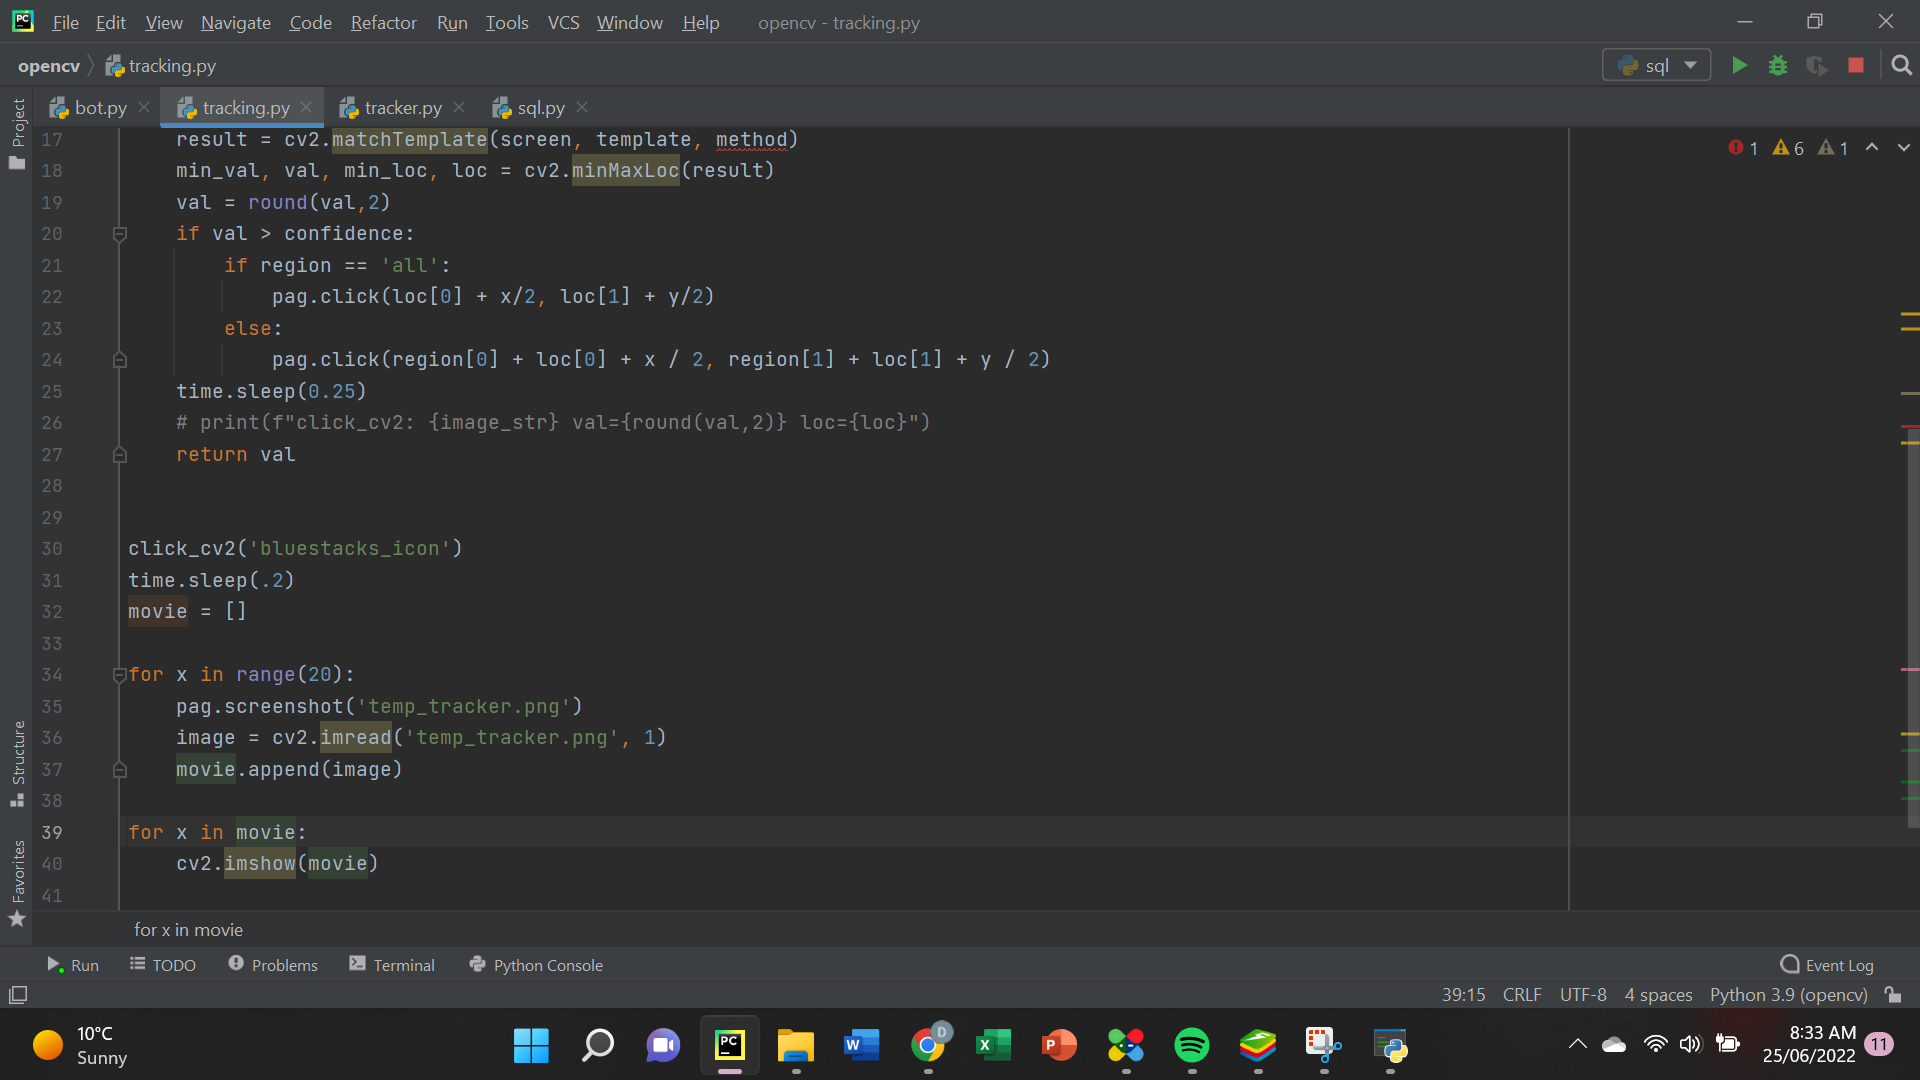 File Edit View Navigate Code Refactor Run Tools VCS Window Help opencv - tracking.py
opencv tracking.py sql
bot.py tracking.py tracker.py sql.py
Project
Structure
Favorites
1 6 1
17 result = cv2.matchTemplate(screen, template, method)
18 min_val, val, min_loc, loc = cv2.minMaxLoc(result)
19 val = round(val,2)
20 if val > confidence:
21 if region == 'all':
22 pag.click(loc[0] + x/2, loc[1] + y/2)
23 else:
24 pag.click(region[0] + loc[0] + x / 2, region[1] + loc[1] + y / 2)
25 time.sleep(0.25)
26 # print(f"click_cv2: {image_str} val={round(val,2)} loc={loc}")
27 return val
28
29
30 click_cv2('bluestacks_icon')
31 time.sleep(.2)
32 movie = []
33
34 for x in range(20):
35 pag.screenshot('temp_tracker.png')
36 image = cv2.imread('temp_tracker.png', 1)
37 movie.append(image)
38
39 for x in movie:
40 cv2.imshow(movie)
41
for x in movie
Run TODO Problems Terminal Python Console Event Log
39:15 CRLF UTF-8 4 spaces Python 3.9 (opencv)
10°C
Sunny
PC
W
D
X
P
8:33 AM
25/06/2022
11